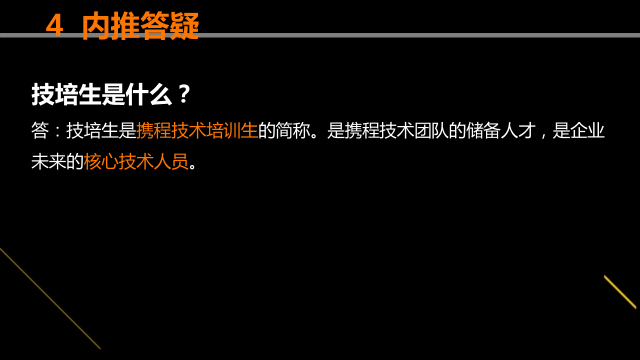 4 内推答疑
技培生是什么？
答：技培生是携程技术培训生的简称。是携程技术团队的储备人才，是企业
未来的核心技术人员。